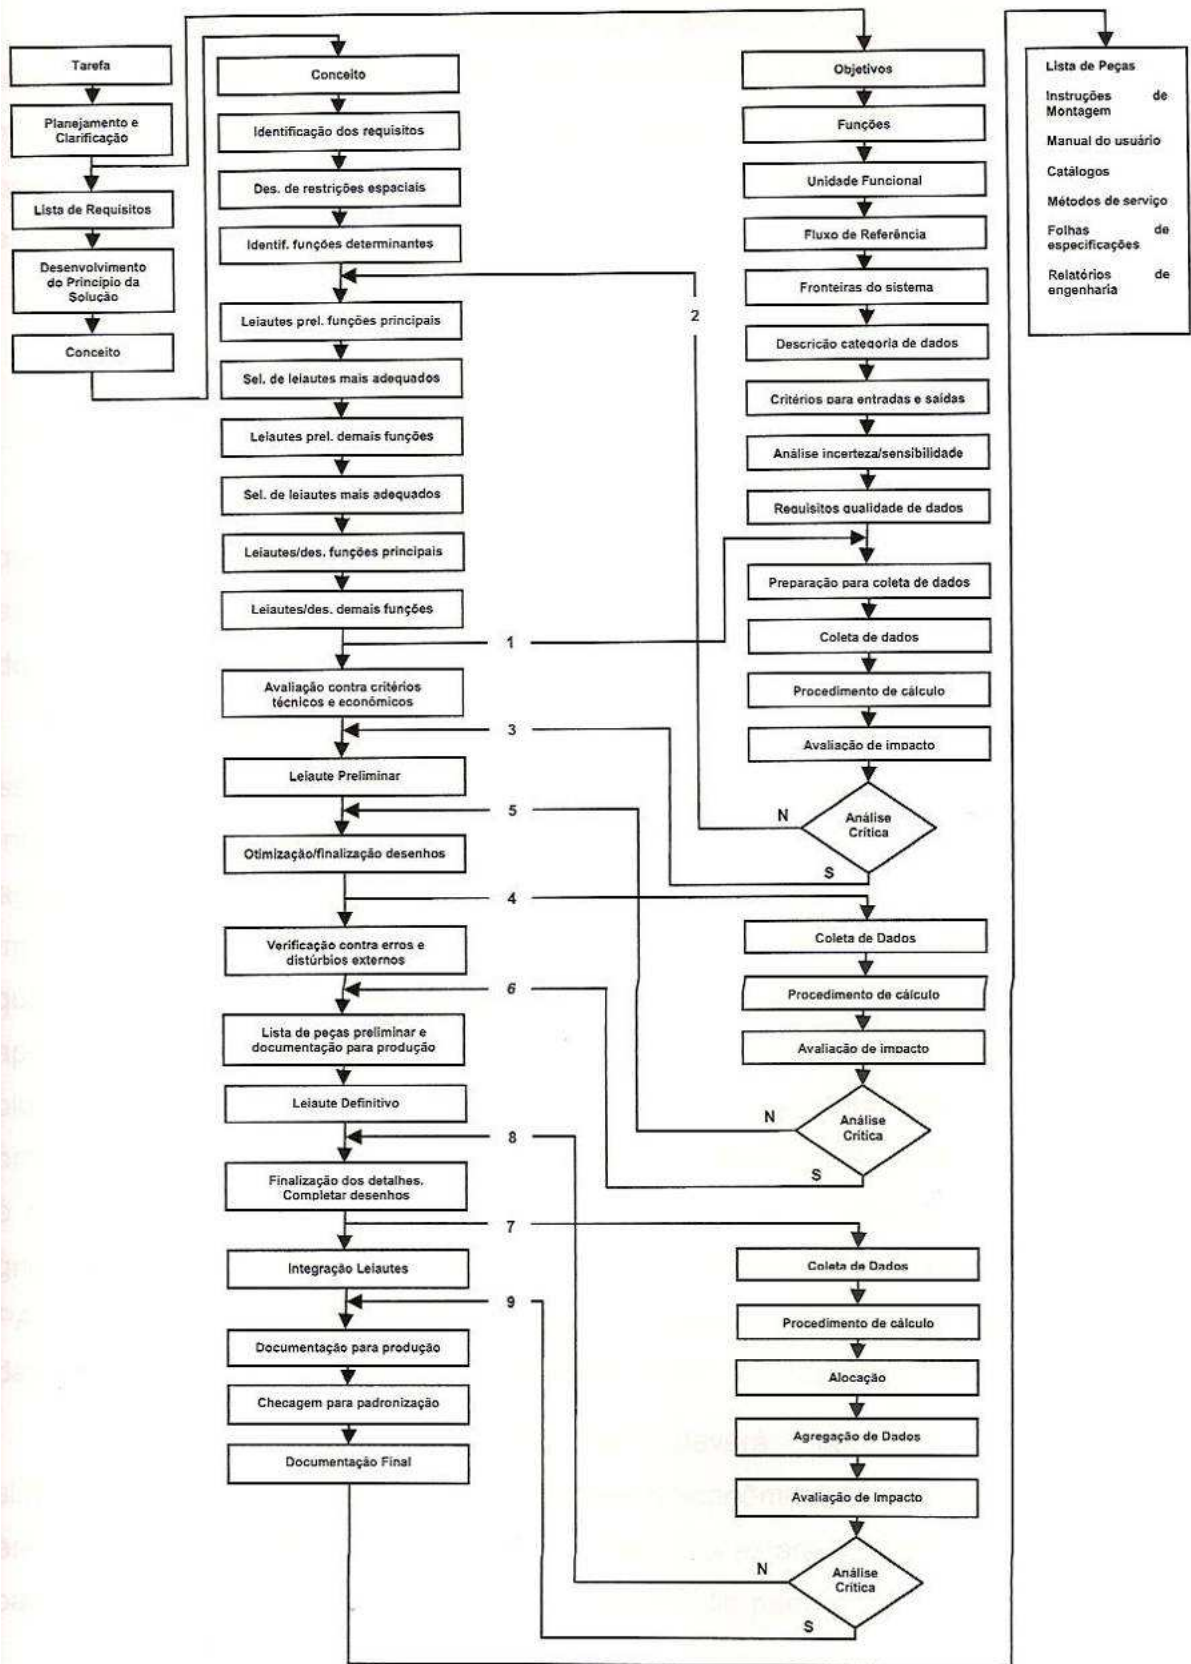 Tarefa
Planejamento e
Clarificação
Lista de Requisitos
Desenvolvimento
do Princípio da
Solução
Conceito
Conceito
Identificação dos requisitos
Des. de restrições espaciais
Identif. funções determinantes
Leiautes prel. funções principais
Sel. de leiautes mais adequados
Leiautes prel. demais funções
Sel. de leiautes mais adequados
Leiautes/des. funções principais
Leiautes/des. demais funções
1
Avaliação contra critérios
técnicos e econômicos
3
Leiaute Preliminar
5
Otimização/finalização desenhos
4
Verificação contra erros e
distúrbios externos
6
Lista de peças preliminar e
documentação para produção
Leiaute Definitivo
8
Finalização dos detalhes.
Completar desenhos
7
Integração Leiautes
9
Documentação para produção
Checagem para padronização
Documentação Final
2
Objetivos
Funções
Unidade Funcional
Fluxo de Referência
Fronteiras do sistema
Descrição categoria de dados
Critérios para entradas e saídas
Análise incerteza/sensibilidade
Requisitos qualidade de dados
Preparação para coleta de dados
Coleta de dados
Procedimento de cálculo
Avaliação de impacto
N
Análise
Crítica
S
Coleta de Dados
Procedimento de cálculo
Avaliação de impacto
N
Análise
Crítica
S
Coleta de Dados
Procedimento de cálculo
Alocação
Agregação de Dados
Avaliação de Impacto
N
Análise
Crítica
S
Lista de Peças
Instruções de
Montagem
Manual do usuário
Catálogos
Métodos de serviço
Folhas de
especificações
Relatórios de
engenharia